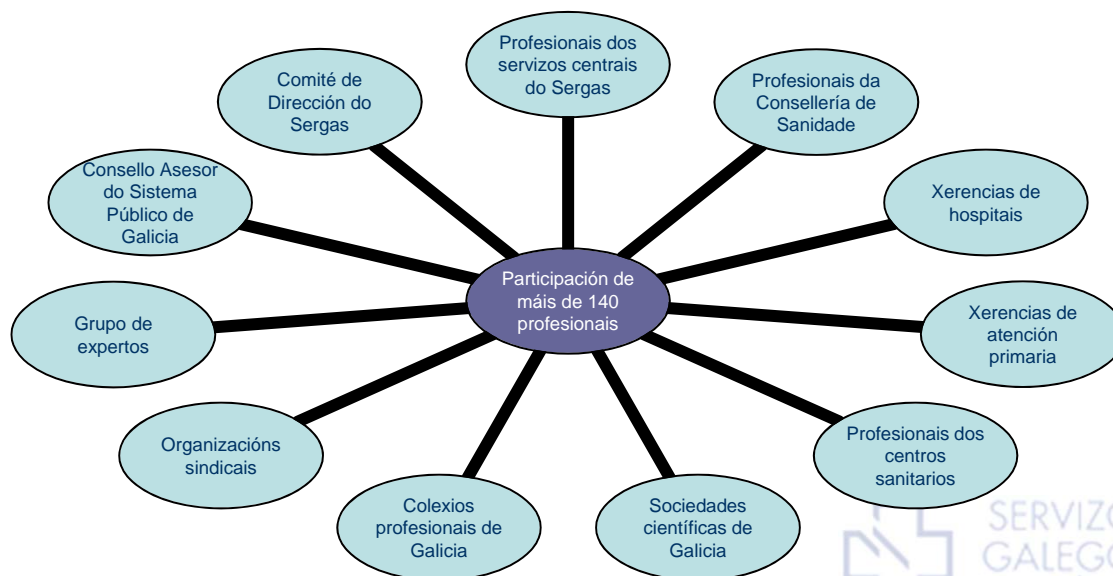 Profesionais dos
servizos centrais
do Sergas
Comité de
Dirección do
Sergas
Profesionais da
Consellería de
Sanidade
Consello Asesor
do Sistema
Público de
Galicia
Xerencias de
hospitais
Participación de
máis de 140
profesionais
Grupo de
expertos
Xerencias de
atención
primaria
Organizacións
sindicais
Profesionais dos
centros
sanitarios
Colexios
profesionais de
Galicia
Sociedades
científicas de
Galicia
SERVIZO
GALEGO